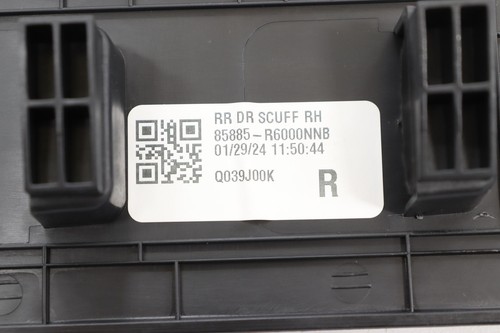 RR DR SCUFF RH
85885-R6000NNB
01/29/24 11:50:44
Q039J00K
R